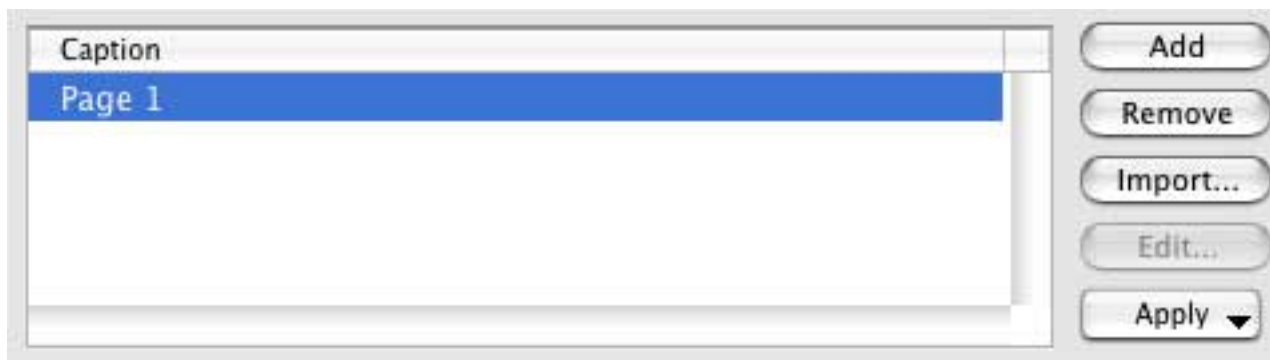 Caption
Page 1
Add
Remove
Import...
Edit...
Apply